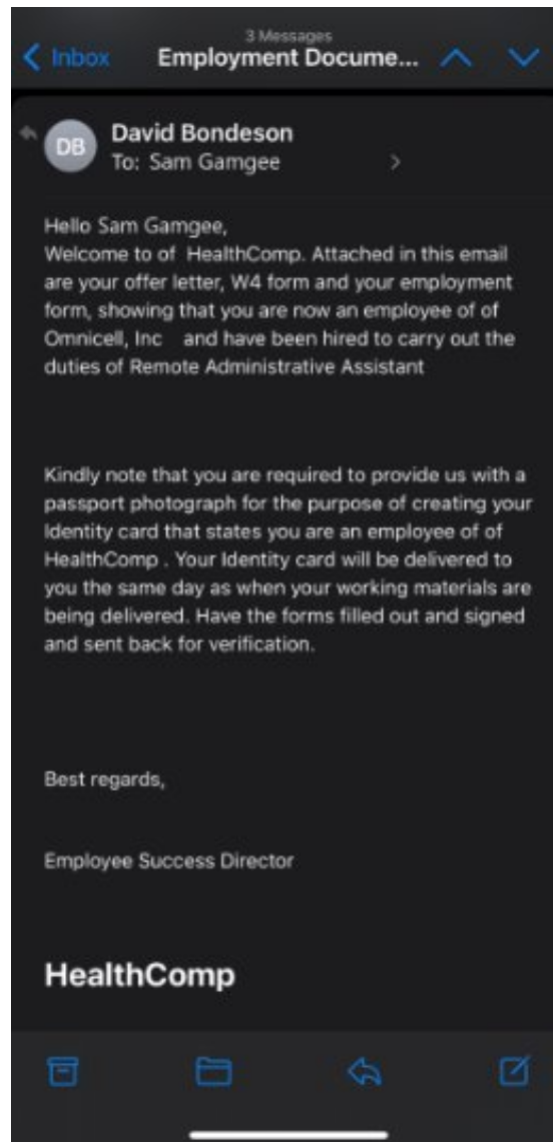 3 Messages
Inbox
Employment Docume...
DB
David Bondeson
To: Sam Gamgee
Hello Sam Gamgee,
Welcome to of HealthComp. Attached in this email
are your offer letter, W4 form and your employment
form, showing that you are now an employee of of
Omnicell, Inc and have been hired to carry out the
duties of Remote Administrative Assistant
Kindly note that you are required to provide us with a
passport photograph for the purpose of creating your
Identity card that states you are an employee of of
HealthComp . Your Identity card will be delivered to
you the same day as when your working materials are
being delivered. Have the forms filled out and signed
and sent back for verification.
Best regards,
Employee Success Director
HealthComp